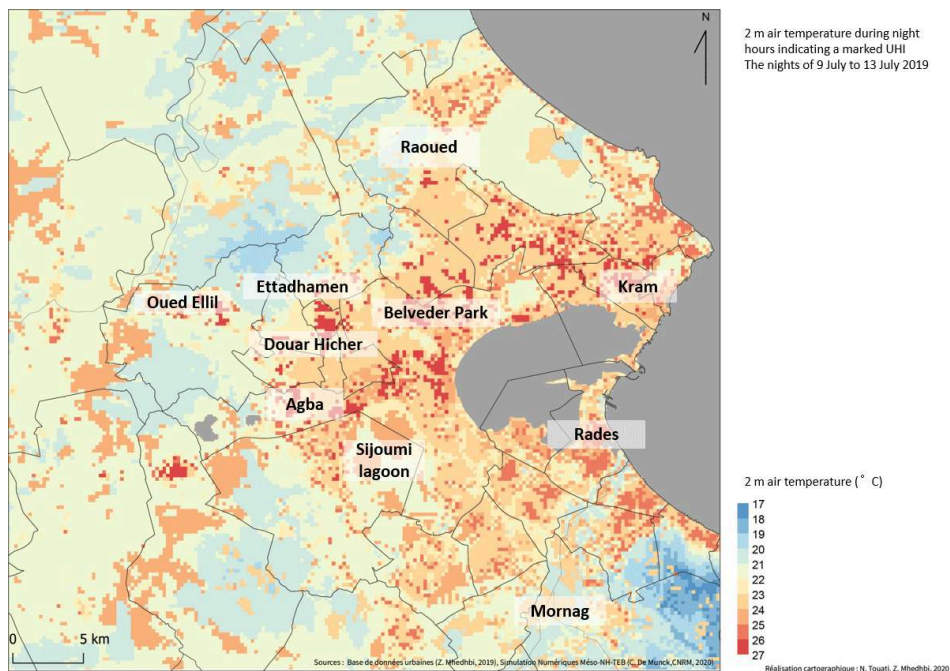 N
2 m air temperature during night
hours indicating a marked UHI
The nights of 9 July to 13 July 2019
Raoued
Ettadhamen
Oued Ellil
Kram
Belveder Park
Douar Hicher
Agba
Rades
Sijoumi
lagoon
2 m air temperature (° C)
17
18
19
20
21
22
23
24
25
26
27
Mornag
0 5 km
Sources : Base de données urbaines (Z. Mhedhbi, 2019), Simulation Numériques Méso-NH-TEB (C. De Munck,CNRM, 2020)
Réalisation cartographique : N. Touati, Z. Mhedhbi, 2020